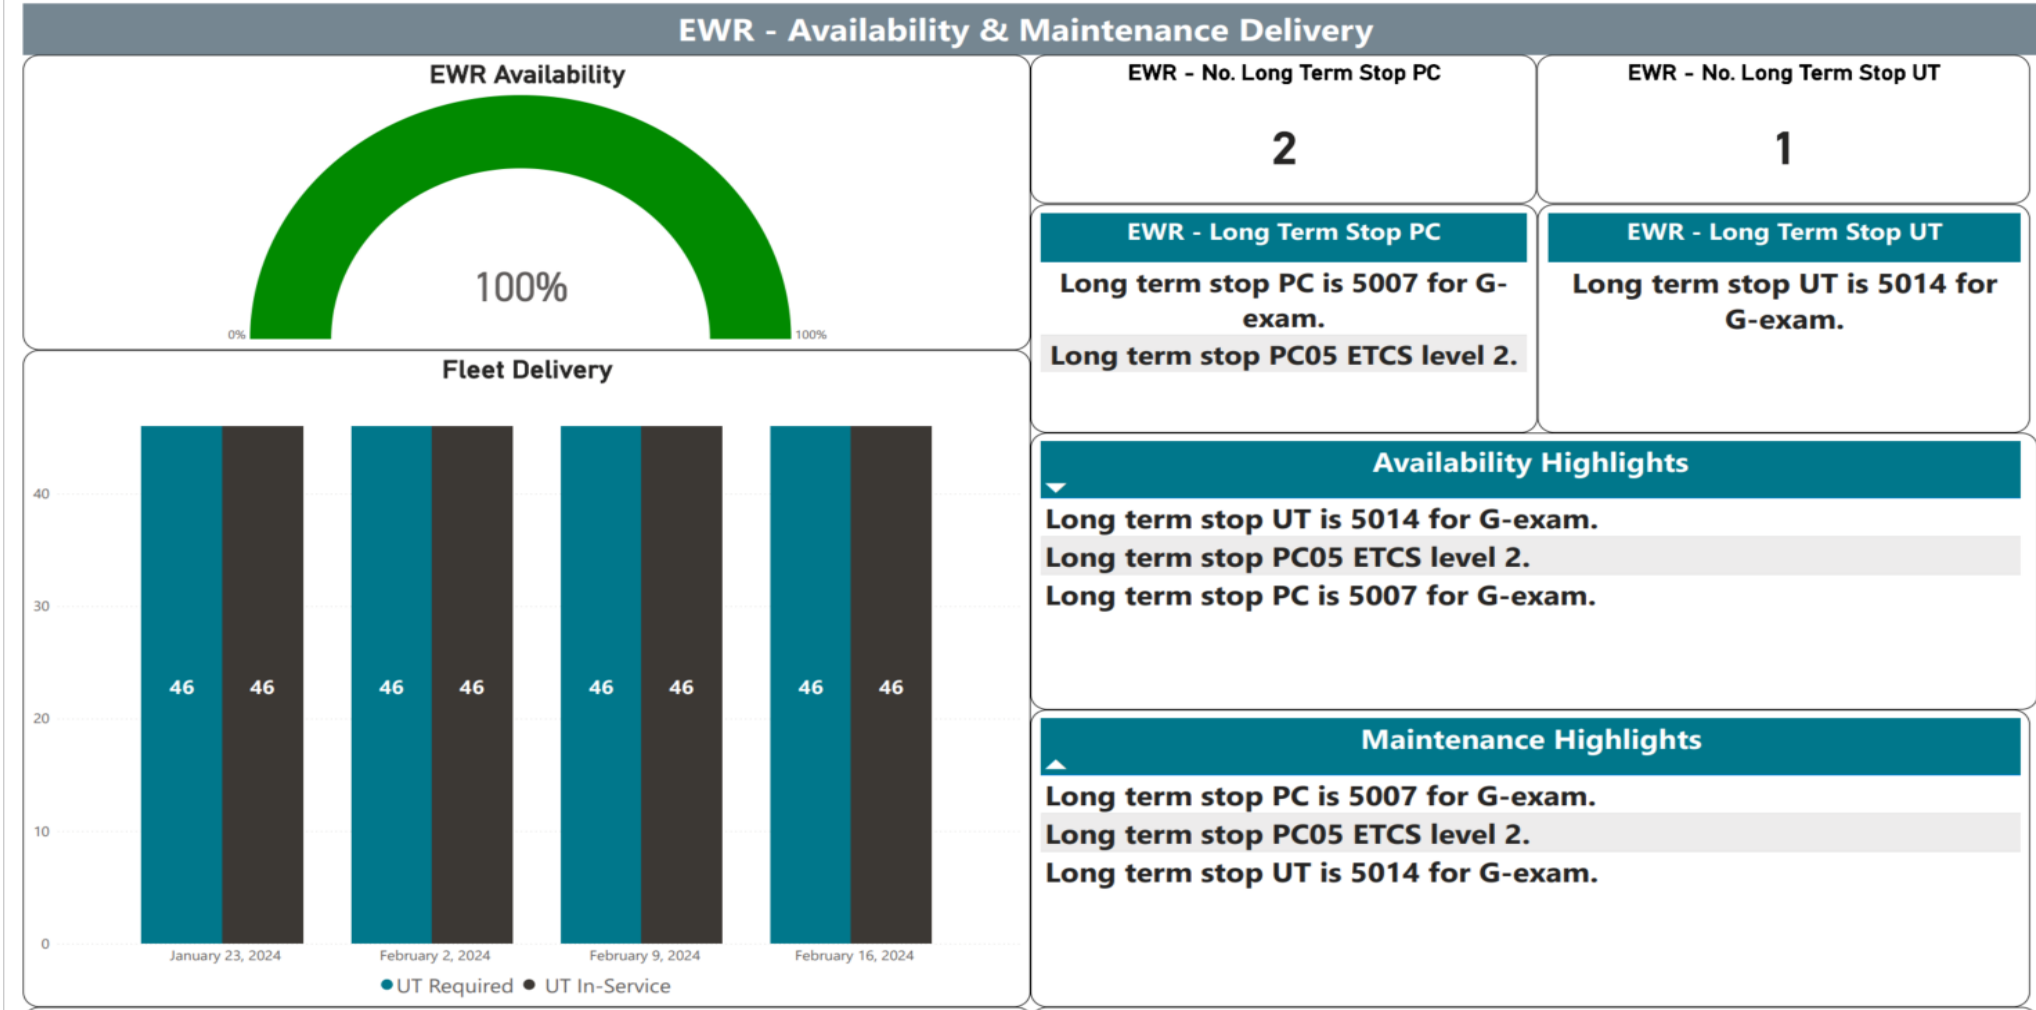 EWR - Availability & Maintenance Delivery
EWR Availability
100%
0%
100%
Fleet Delivery
40
30
20
10
0
46
46
46
46
46
46
46
46
January 23, 2024
February 2, 2024
February 9, 2024
February 16, 2024
UT Required
UT In-Service
EWR - No. Long Term Stop PC
2
EWR - No. Long Term Stop UT
1
EWR - Long Term Stop PC
Long term stop PC is 5007 for G-
exam.
Long term stop PC05 ETCS level 2.
EWR - Long Term Stop UT
Long term stop UT is 5014 for
G-exam.
Availability Highlights
Long term stop UT is 5014 for G-exam.
Long term stop PC05 ETCS level 2.
Long term stop PC is 5007 for G-exam.
Maintenance Highlights
Long term stop PC is 5007 for G-exam.
Long term stop PC05 ETCS level 2.
Long term stop UT is 5014 for G-exam.